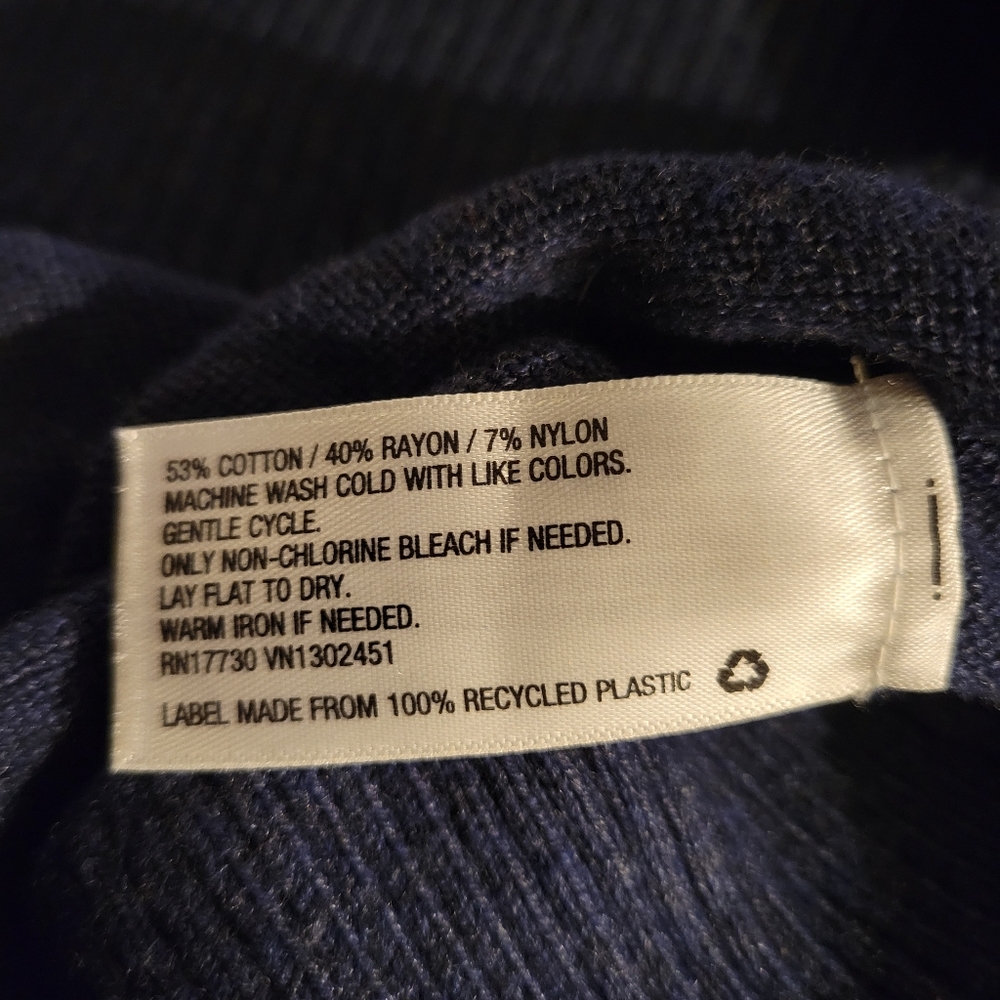 53% COTTON / 40% RAYON / 7% NYLON
MACHINE WASH COLD WITH LIKE COLORS.
GENTLE CYCLE.
ONLY NON-CHLORINE BLEACH IF NEEDED.
LAY FLAT TO DRY.
WARM IRON IF NEEDED.
RN17730 VN1302451
LABEL MADE FROM 100% RECYCLED PLASTIC